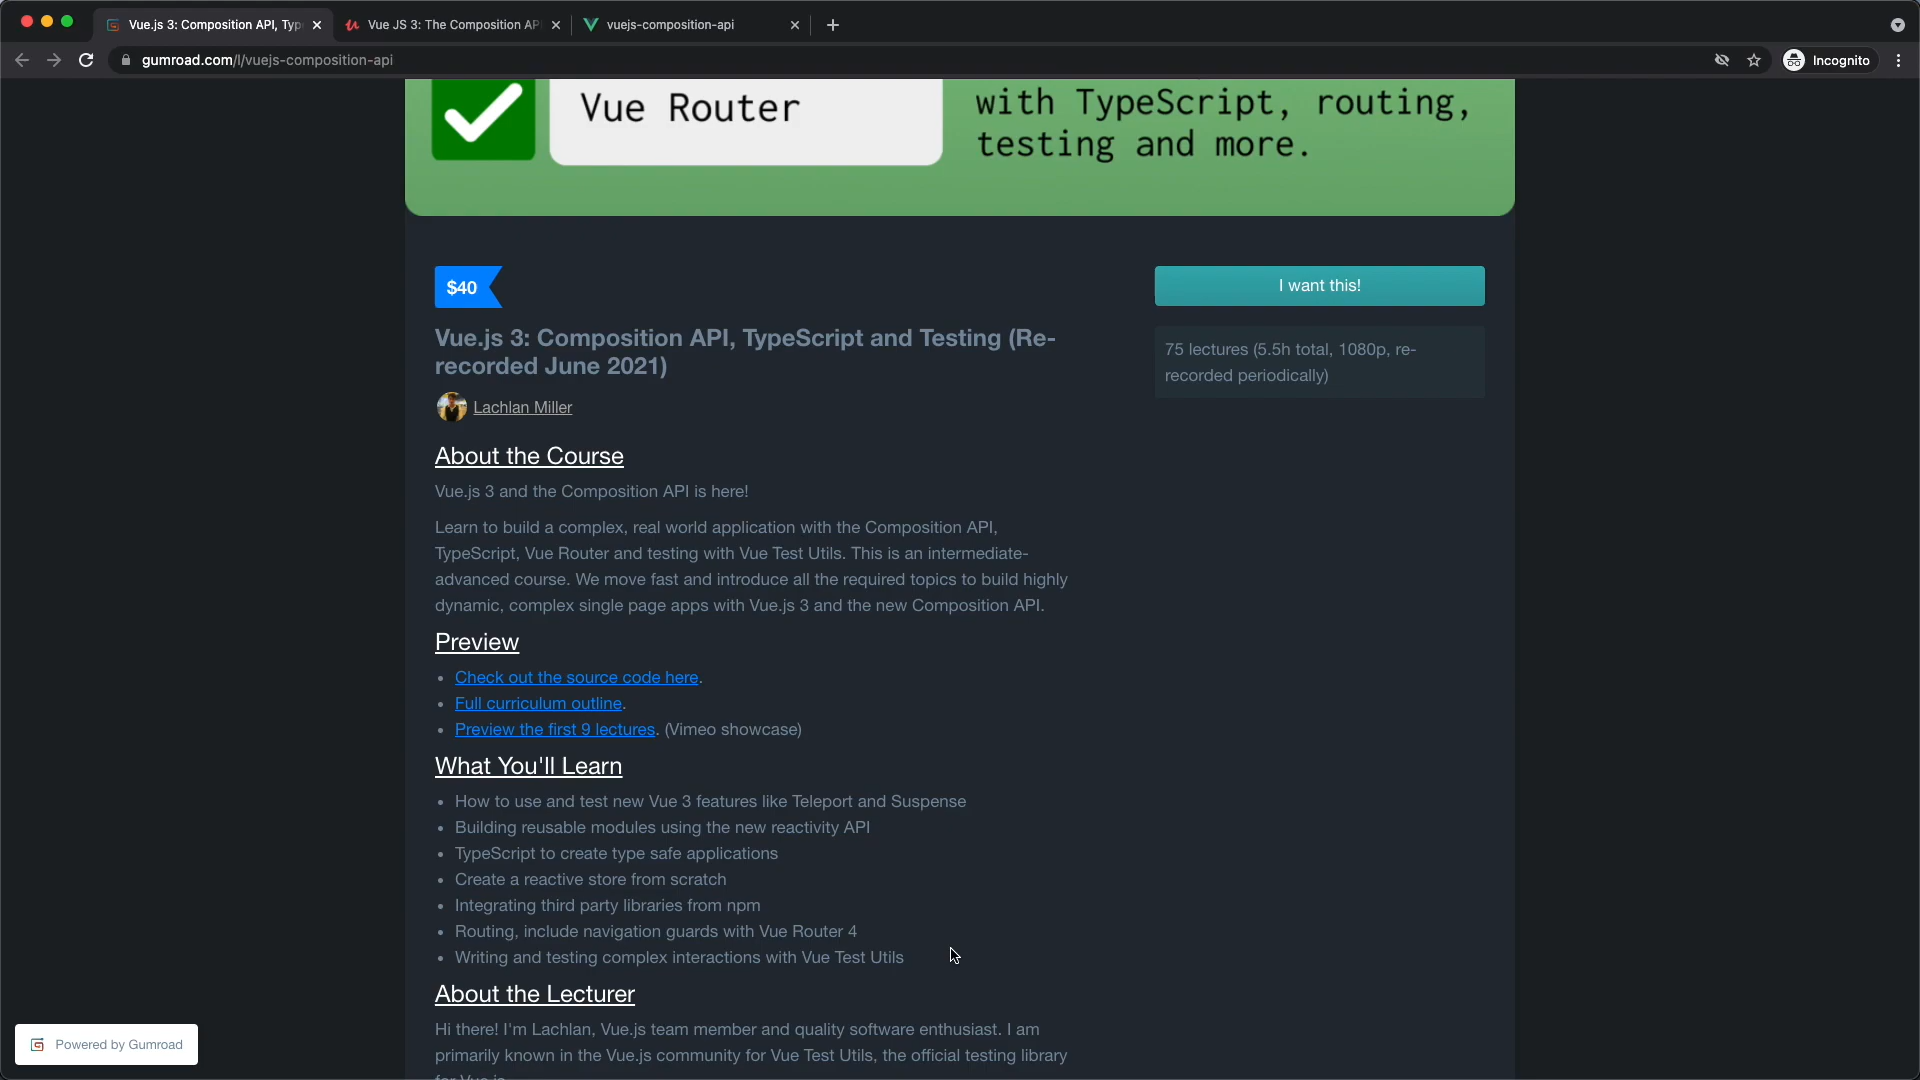 Vue.js 3: Composition API, Typ
Vue JS 3: The Composition AP
vuejs-composition-api
gumroad.com/l/vuejs-composition-api
Incognito
Vue Router
with TypeScript, routing,
testing and more.
$40
I want this!
Vue.js 3: Composition API, TypeScript and Testing (Re-
recorded June 2021)
75 lectures (5.5h total, 1080p, re-
recorded periodically)
Lachlan Miller
About the Course
Vue.js 3 and the Composition API is here!
Learn to build a complex, real world application with the Composition API,
TypeScript, Vue Router and testing with Vue Test Utils. This is an intermediate-
advanced course. We move fast and introduce all the required topics to build highly
dynamic, complex single page apps with Vue.js 3 and the new Composition API.
Preview
• Check out the source code here.
• Full curriculum outline.
• Preview the first 9 lectures. (Vimeo showcase)
What You'll Learn
• How to use and test new Vue 3 features like Teleport and Suspense
• Building reusable modules using the new reactivity API
• TypeScript to create type safe applications
• Create a reactive store from scratch
• Integrating third party libraries from npm
• Routing, include navigation guards with Vue Router 4
• Writing and testing complex interactions with Vue Test Utils
About the Lecturer
Hi there! I'm Lachlan, Vue.js team member and quality software enthusiast. I am
primarily known in the Vue.js community for Vue Test Utils, the official testing library
for Vue.js
Powered by Gumroad